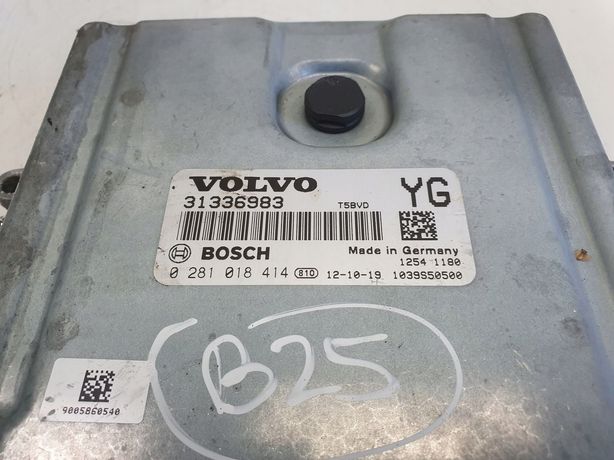 VOLVO YG
31336983 T5BVD
BOSCH Made in Germany
1254 1180
0 281 018 414 810 12-10-19 1039S50500
B25
9005860540